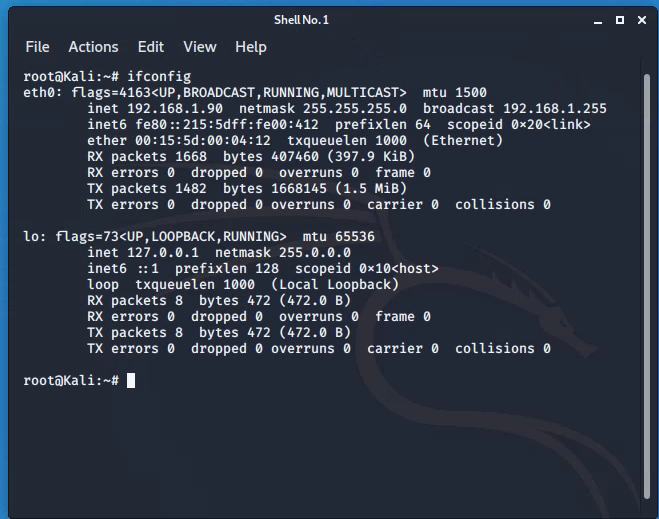 Shell No. 1
File Actions Edit View Help
root@Kali:~# ifconfig
eth0: flags=4163<UP,BROADCAST,RUNNING,MULTICAST>  mtu 1500
        inet 192.168.1.90  netmask 255.255.255.0  broadcast 192.168.1.255
        inet6 fe80::215:5dff:fe00:412  prefixlen 64  scopeid 0×20<link>
        ether 00:15:5d:00:04:12  txqueuelen 1000  (Ethernet)
        RX packets 1668  bytes 407460 (397.9 KiB)
        RX errors 0  dropped 0  overruns 0  frame 0
        TX packets 1482  bytes 1668145 (1.5 MiB)
        TX errors 0  dropped 0 overruns 0  carrier 0  collisions 0
lo: flags=73<UP,LOOPBACK,RUNNING>  mtu 65536
        inet 127.0.0.1  netmask 255.0.0.0
        inet6 ::1  prefixlen 128  scopeid 0×10<host>
        loop  txqueuelen 1000  (Local Loopback)
        RX packets 8  bytes 472 (472.0 B)
        RX errors 0  dropped 0  overruns 0  frame 0
        TX packets 8  bytes 472 (472.0 B)
        TX errors 0  dropped 0 overruns 0  carrier 0  collisions 0
root@Kali:~#